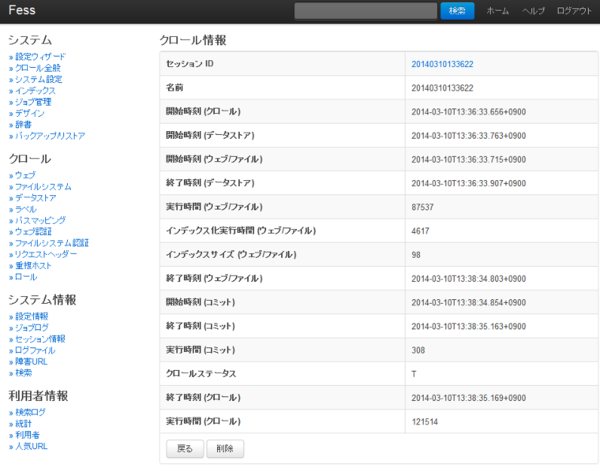 Fess
検索 ホーム ヘルプ ログアウト
システム
» 設定ウィザード
» クロール全般
» システム設定
» インデックス
» ジョブ管理
» デザイン
» 辞書
» バックアップ/リストア
クロール
» ウェブ
» ファイルシステム
» データストア
» ラベル
» パスマッピング
» ウェブ認証
» ファイルシステム認証
» リクエストヘッダー
» 重複ホスト
» ロール
システム情報
» 設定情報
» ジョブログ
» セッション情報
» ログファイル
» 障害URL
» 検索
利用者情報
» 検索ログ
» 統計
» 利用者
» 人気URL
クロール情報
セッション ID 20140310133622
名前 20140310133622
開始時刻 (クロール) 2014-03-10T13:36:33.656+0900
開始時刻 (データストア) 2014-03-10T13:36:33.763+0900
開始時刻 (ウェブ/ファイル) 2014-03-10T13:36:33.715+0900
終了時刻 (データストア) 2014-03-10T13:36:33.907+0900
実行時間 (ウェブ/ファイル) 87537
インデックス化実行時間 (ウェブ/ファイル) 4617
インデックスサイズ (ウェブ/ファイル) 98
終了時刻 (ウェブ/ファイル) 2014-03-10T13:38:34.803+0900
開始時刻 (コミット) 2014-03-10T13:38:34.854+0900
終了時刻 (コミット) 2014-03-10T13:38:35.163+0900
実行時間 (コミット) 308
クロールステータス T
終了時刻 (クロール) 2014-03-10T13:38:35.169+0900
実行時間 (クロール) 121514
戻る 削除